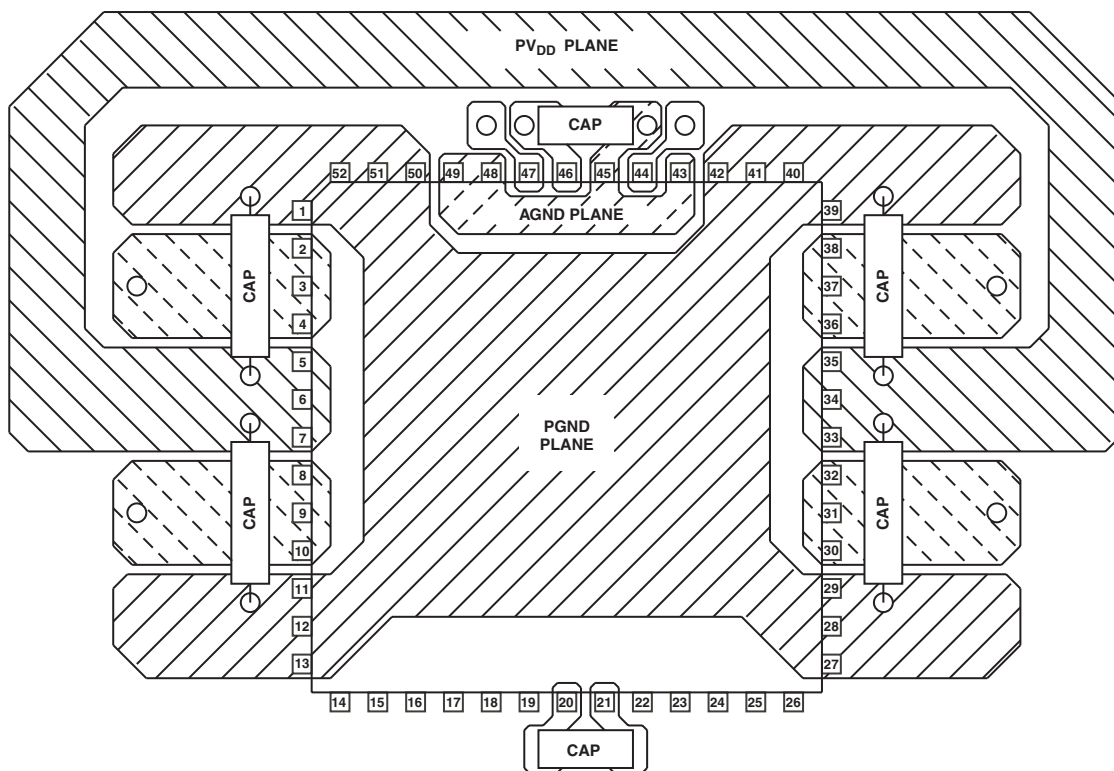 PVDD PLANE
CAP
52 51 50 49 48 47 46 45 44 43 42 41 40
AGND PLANE
1 39
2 38
CAP 3 37 CAP
4 36
5 35
6 34
7 33
PGND
PLANE
8 32
CAP 9 31 CAP
10 30
11 29
12 28
13 27
14 15 16 17 18 19 20 21 22 23 24 25 26
CAP